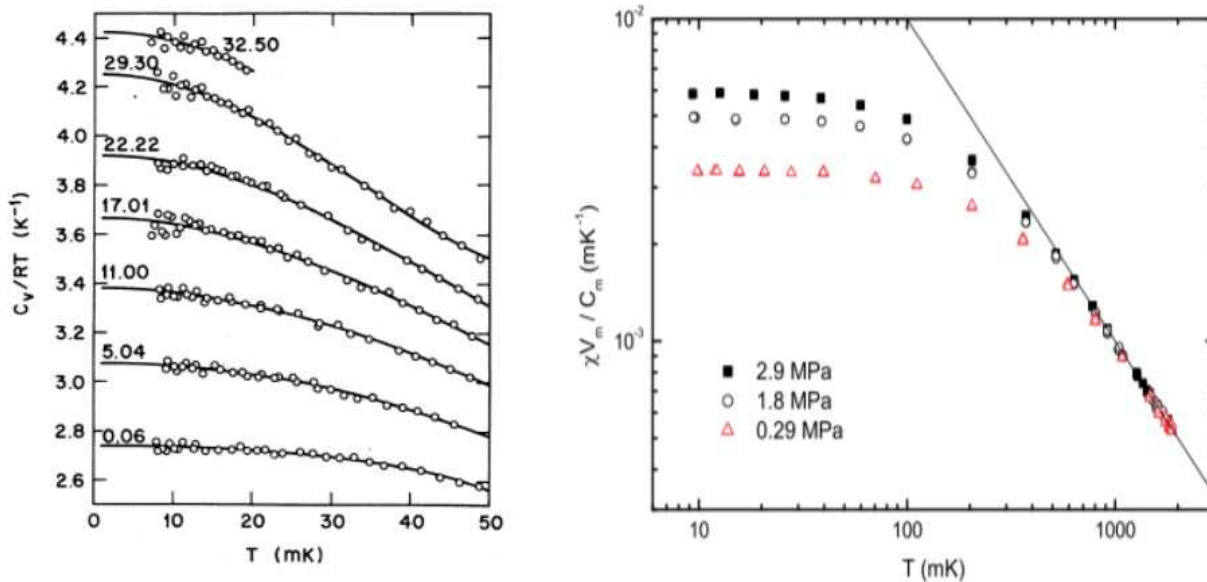 4.4
4.2
4.0
3.8
3.6
3.4
3.2
3.0
2.8
2.6
C_V/RT (K⁻¹)
32.50
29.30
22.22
17.01
11.00
5.04
0.06
0 10 20 30 40 50
T (mK)
10⁻²
10⁻³
χV_m / C_m (mK⁻¹)
2.9 MPa
1.8 MPa
0.29 MPa
10 100 1000
T (mK)